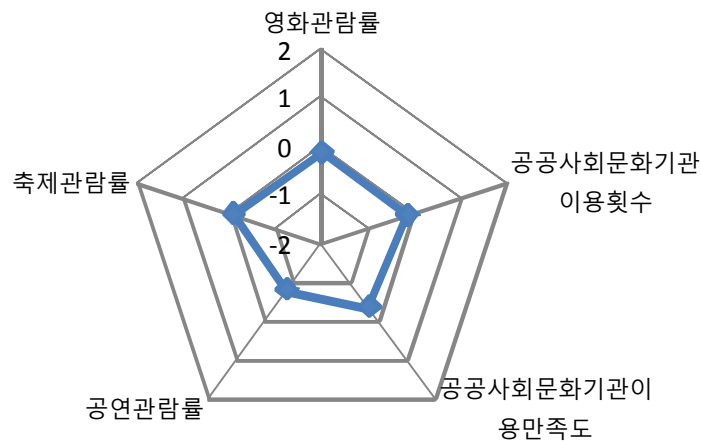 영화관람률
2
1
0
-1
-2
공공사회문화기관
이용횟수
축제관람률
공공사회문화기관이
용만족도
공연관람률